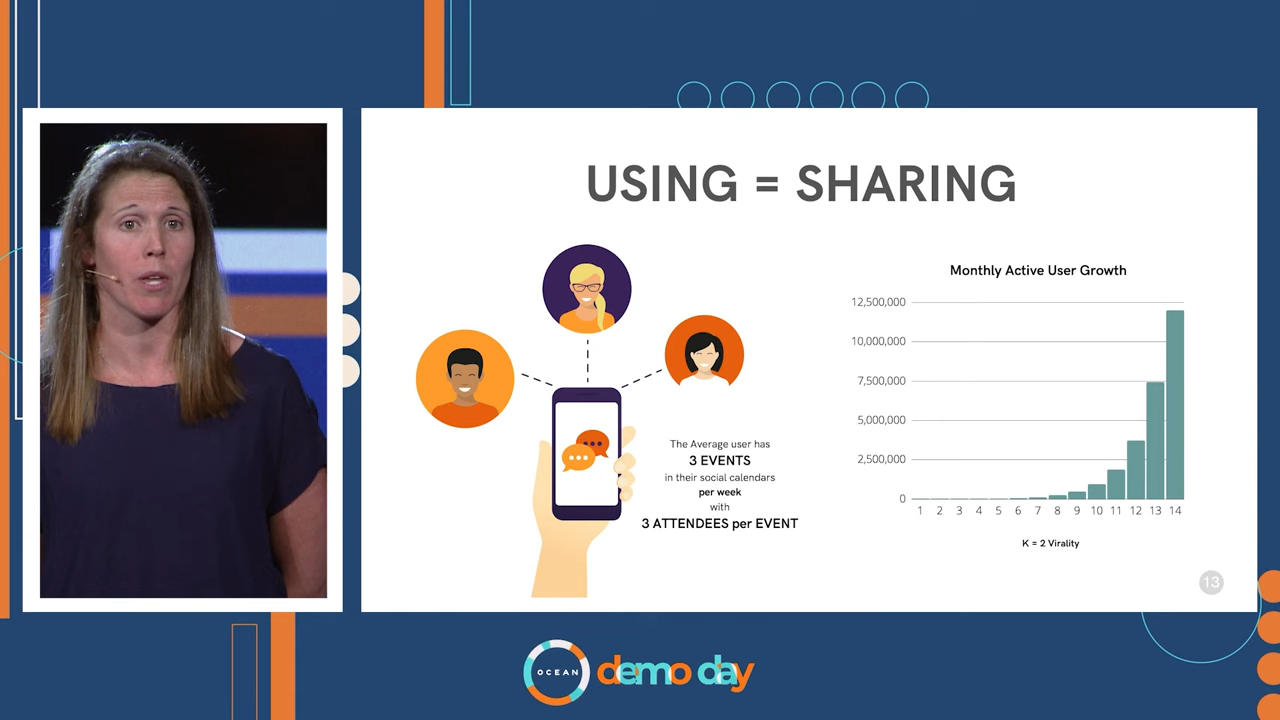 USING = SHARING
The Average user has
3 EVENTS
in their social calendars
per week
with
3 ATTENDEES per EVENT
Monthly Active User Growth
12,500,000
10,000,000
7,500,000
5,000,000
2,500,000
0
1 2 3 4 5 6 7 8 9 10 11 12 13 14
K = 2 Virality
13
OCEAN
demo day